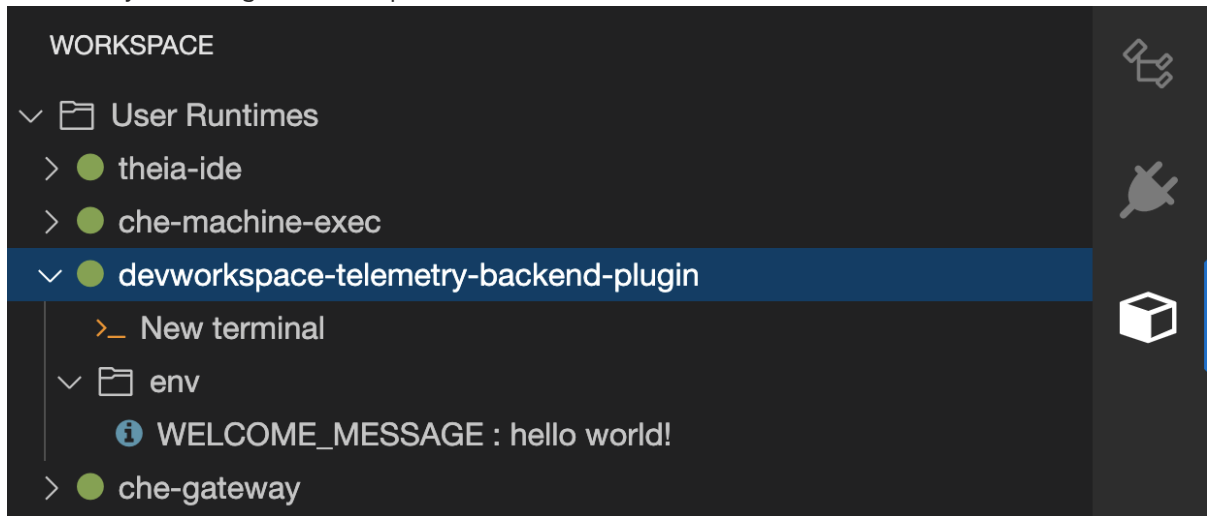 WORKSPACE
User Runtimes
theia-ide
che-machine-exec
devworkspace-telemetry-backend-plugin
>_ New terminal
env
WELCOME_MESSAGE : hello world!
che-gateway